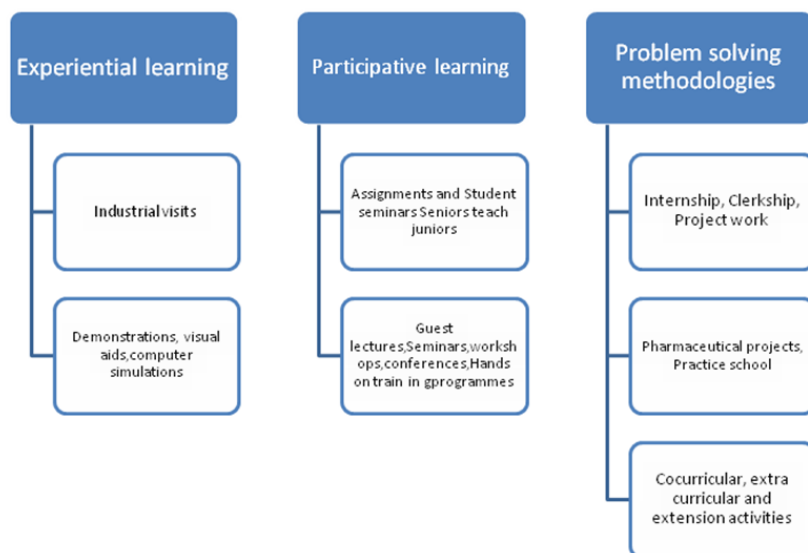 Experiential learning
Industrial visits
Demonstrations, visual
aids,computer
simulations
Participative learning
Assignments and Student
seminars Seniors teach
juniors
Guest
lectures,Seminars,worksh
ops,conferences,Hands
on train in gprogrammes
Problem solving
methodologies
Internship, Clerkship,
Project work
Pharmaceutical projects,
Practice school
Cocurricular, extra
curricular and
extension activities